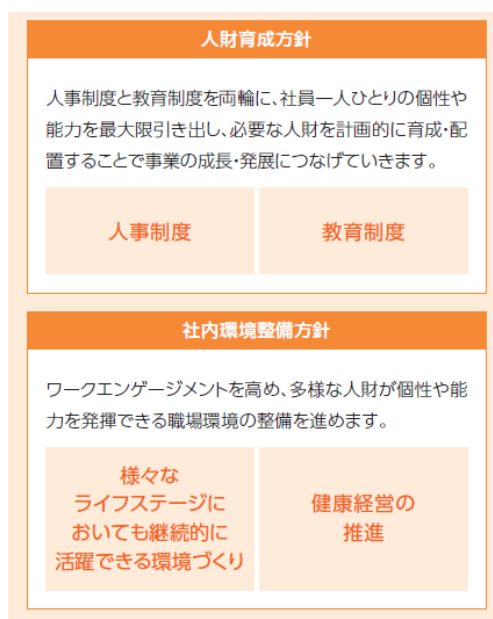 人財育成方針
人事制度と教育制度を両輪に、社員一人ひとりの個性や
能力を最大限引き出し、必要な人財を計画的に育成・配
置することで事業の成長・発展につなげていきます。
人事制度
教育制度
社内環境整備方針
ワークエンゲージメントを高め、多様な人財が個性や能
力を発揮できる職場環境の整備を進めます。
様々な
ライフステージに
おいても継続的に
活躍できる環境づくり
健康経営の
推進